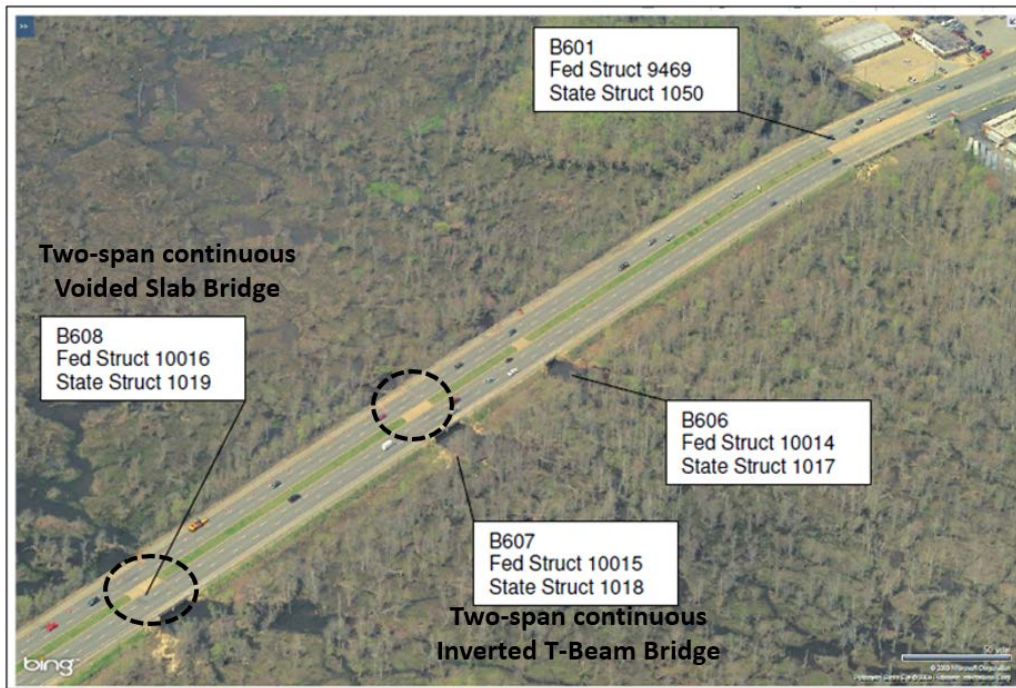 B601
Fed Struct 9469
State Struct 1050
Two-span continuous
Voided Slab Bridge
B608
Fed Struct 10016
State Struct 1019
B606
Fed Struct 10014
State Struct 1017
B607
Fed Struct 10015
State Struct 1018
Two-span continuous
Inverted T-Beam Bridge
bing
50 yds